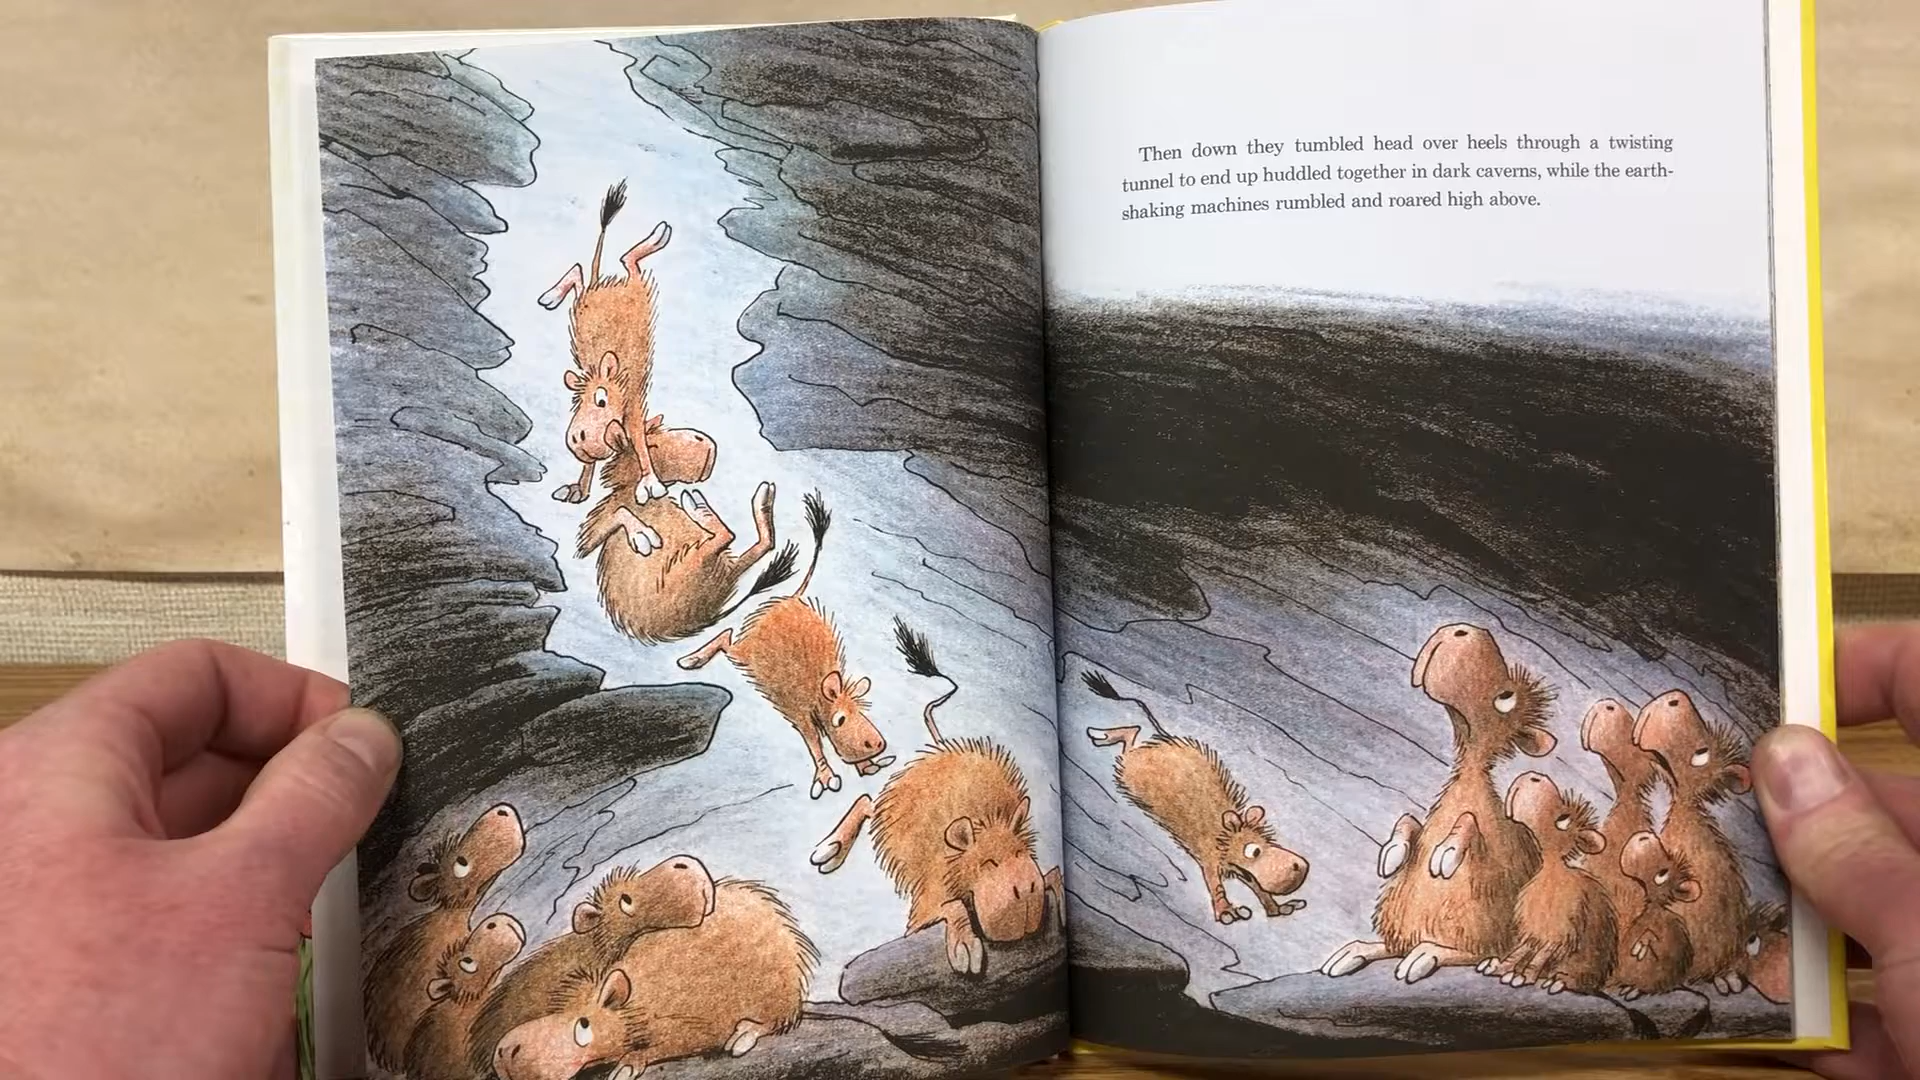 Then down they tumbled head over heels through a twisting
tunnel to end up huddled together in dark caverns, while the earth-
shaking machines rumbled and roared high above.